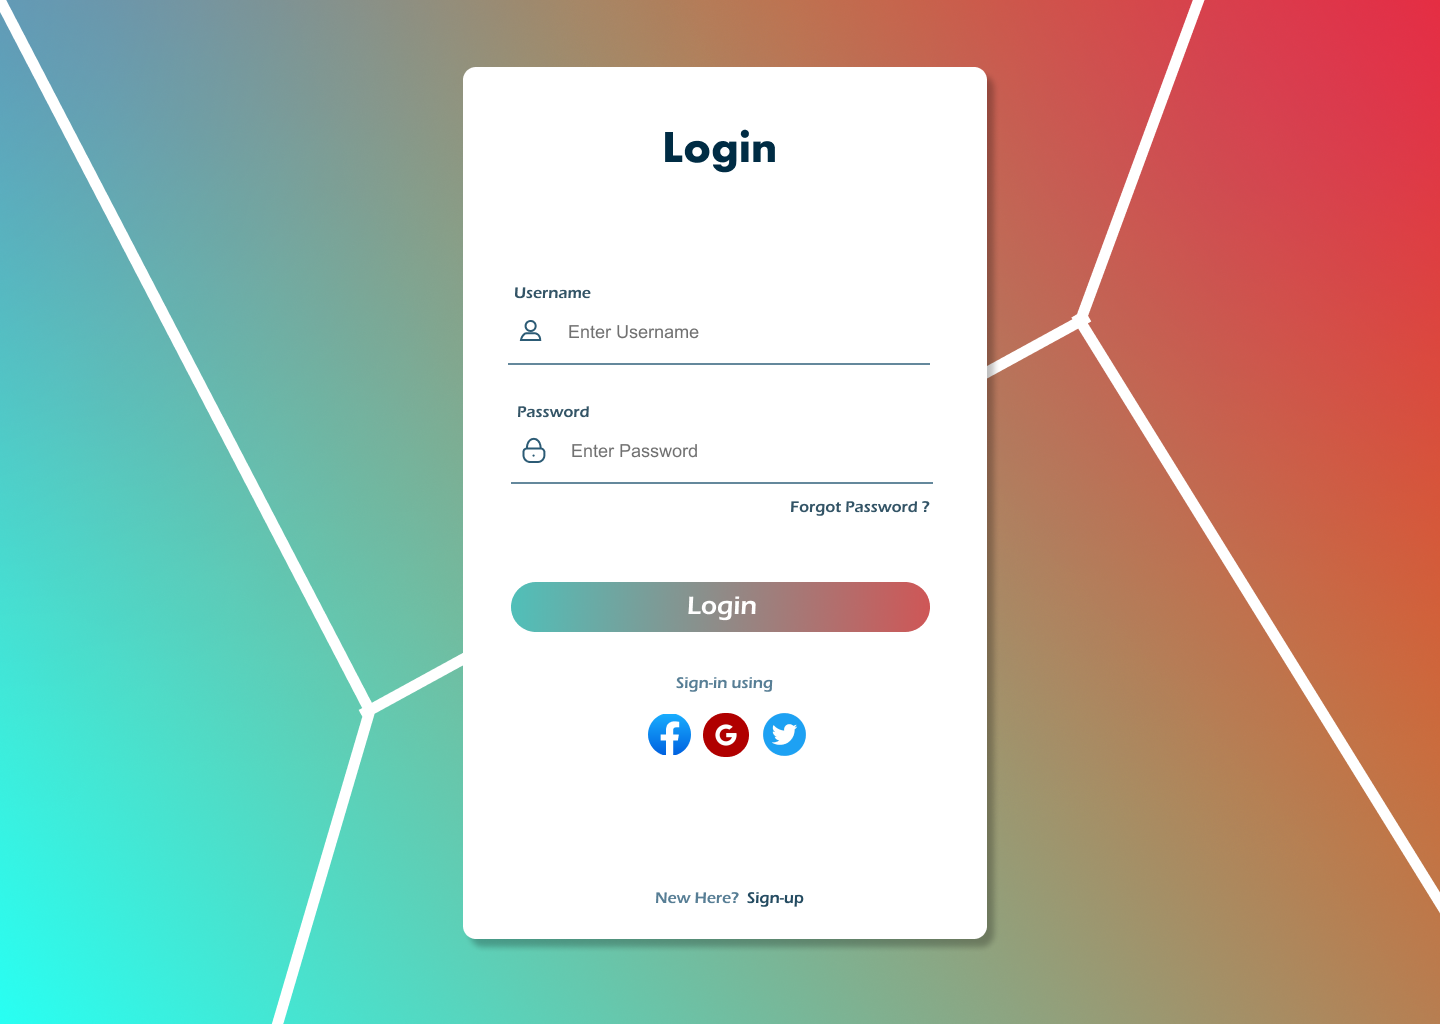 Login
Username
Enter Username
Password
Enter Password
Forgot Password ?
Login
Sign-in using
G
New Here? Sign-up